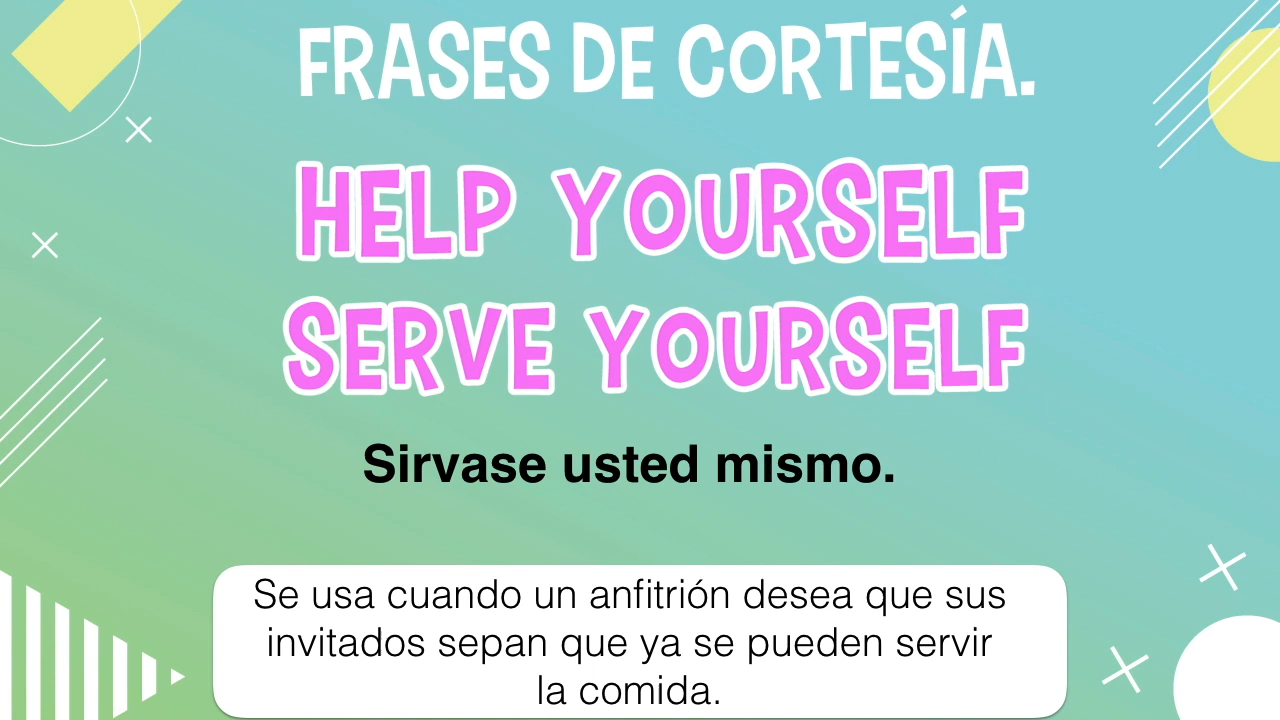 FRASES DE CORTESÍA.
HELP YOURSELF
SERVE YOURSELF
Sirvase usted mismo.
Se usa cuando un anfitrión desea que sus
invitados sepan que ya se pueden servir
la comida.